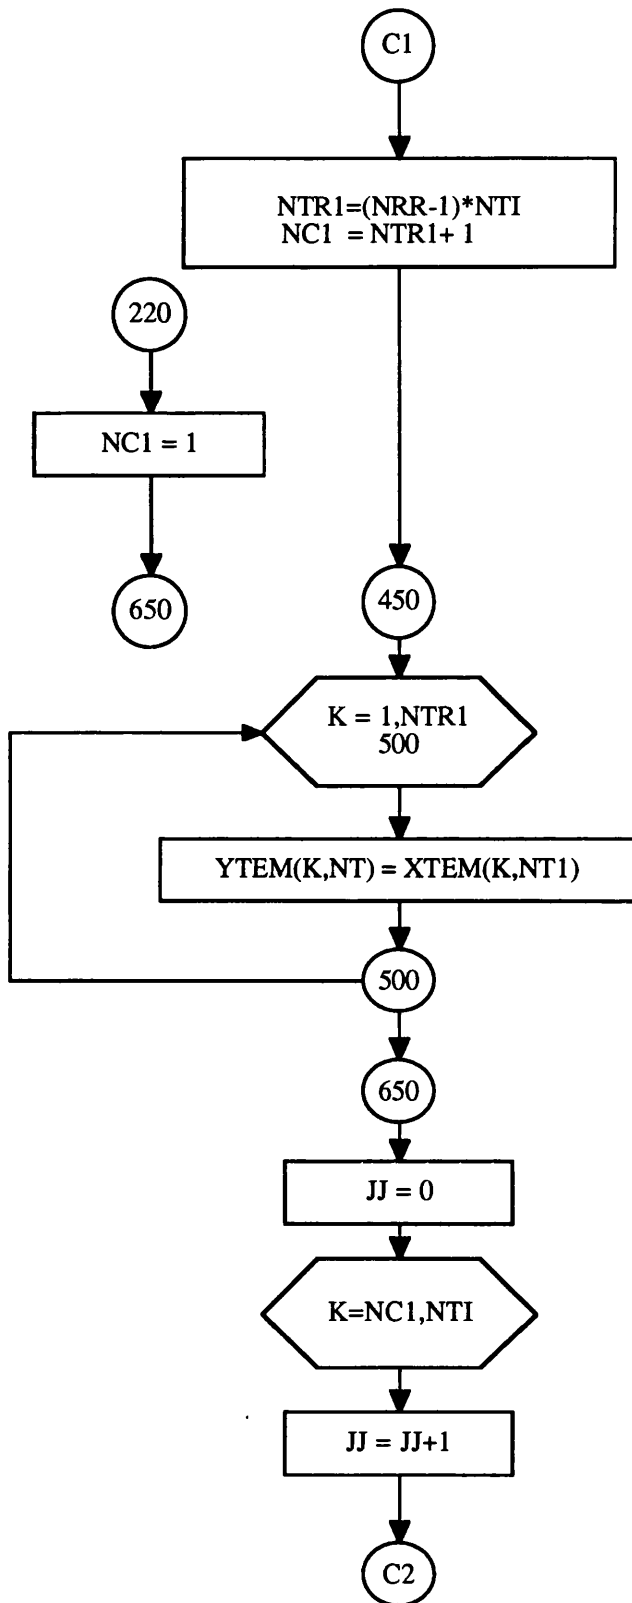 C1
NTR1=(NRR-1)*NTI
NC1 = NTR1+ 1
220
NC1 = 1
650
450
K = 1,NTR1
500
YTEM(K,NT) = XTEM(K,NT1)
500
650
JJ = 0
K=NC1,NTI
JJ = JJ+1
C2